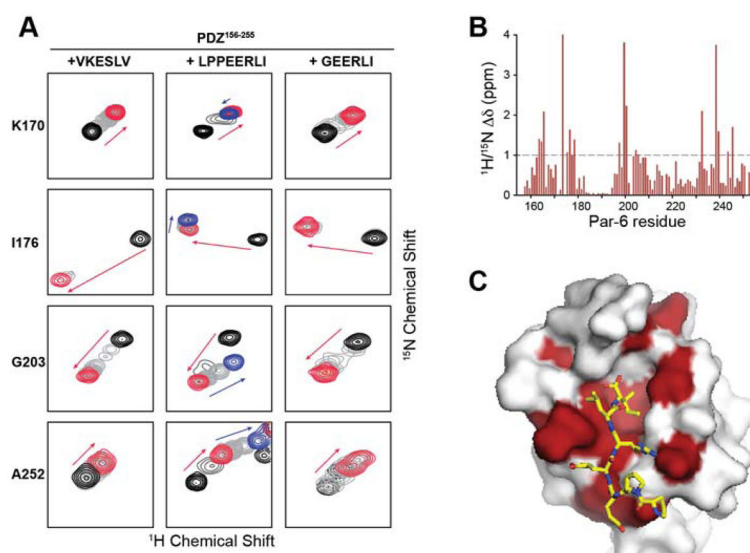 A
PDZ156-255
+VKESLV
+ LPPEERLI
+ GEERLI
K170
I176
G203
A252
15N Chemical Shift
1H Chemical Shift
B
1H/15N Δδ (ppm)
4
3
2
1
0
160 180 200 220 240
Par-6 residue
C